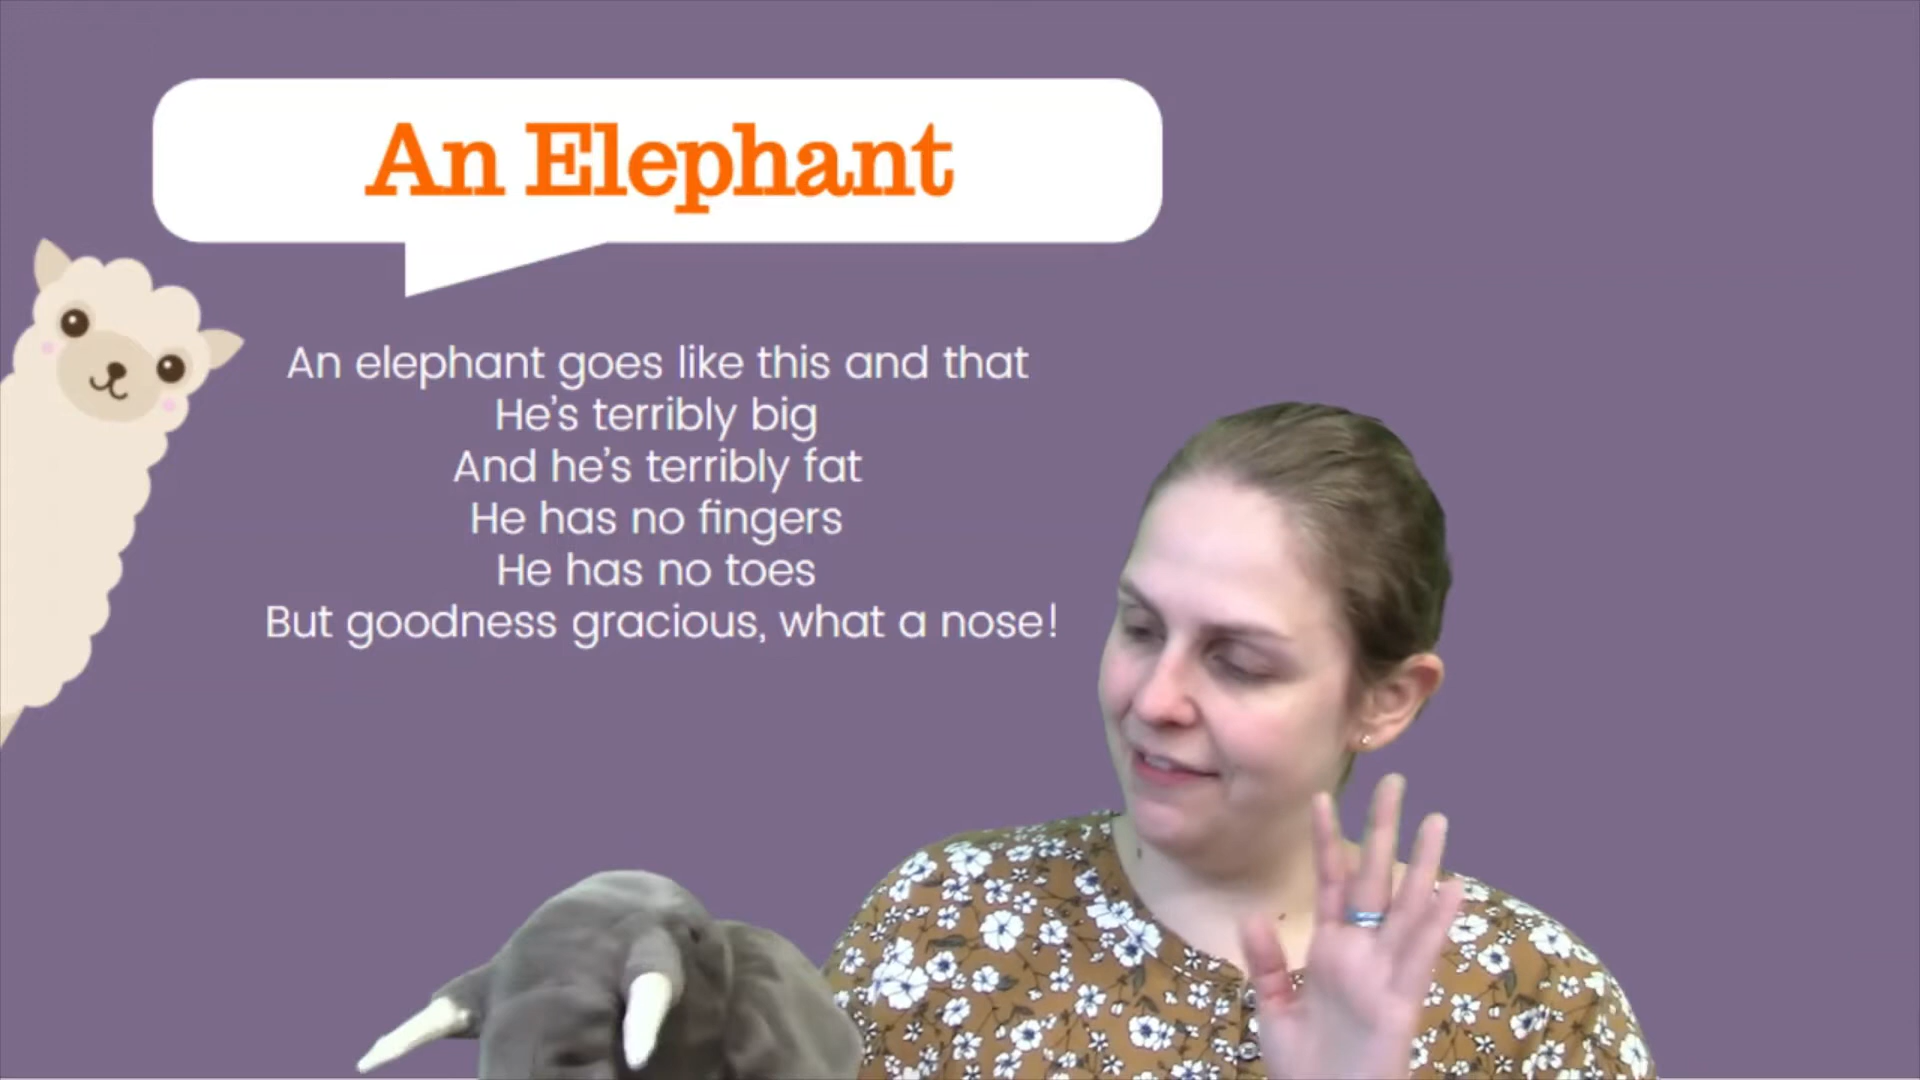 An Elephant
An elephant goes like this and that
He's terribly big
And he's terribly fat
He has no fingers
He has no toes
But goodness gracious, what a nose!